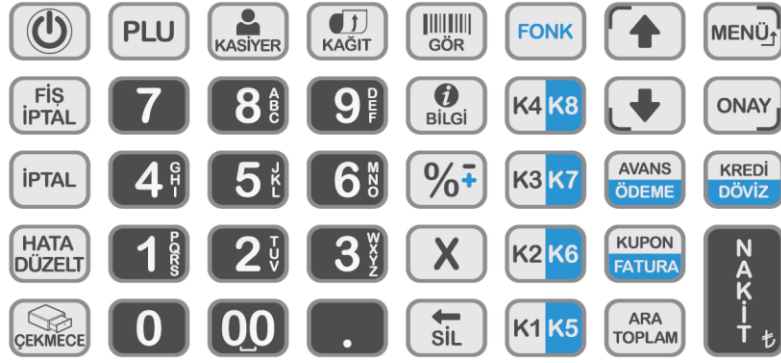 PLU
KASİYER
KAĞIT
GÖR
FONK
MENÜ
FİŞ
İPTAL
7
8 ABC
9 DEF
BİLGİ
K4 K8
ONAY
İPTAL
4 GHI
5 JKL
6 MNO
%-+
K3 K7
AVANS
ÖDEME
KREDİ
DÖVİZ
HATA
DÜZELT
1 PQRS
2 TUV
3 WXYZ
X
K2 K6
KUPON
FATURA
NAKİT ₺
ÇEKMECE
0
00
.
SİL
K1 K5
ARA
TOPLAM